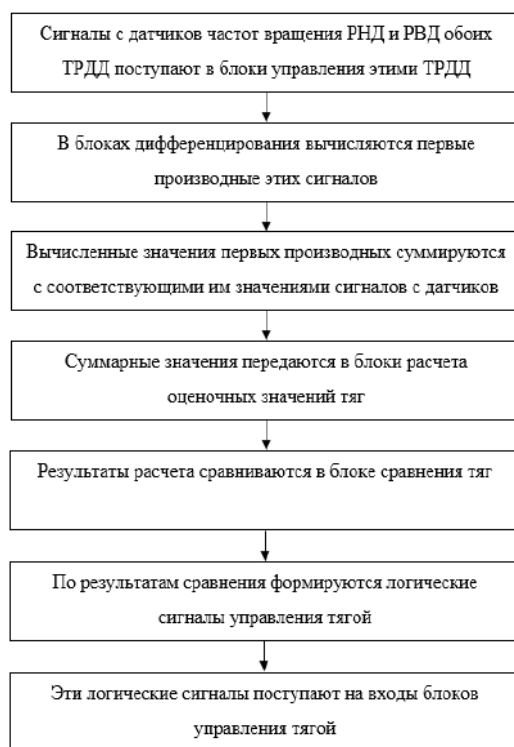 Сигналы с датчиков частот вращения РНД и РВД обоих
ТРДД поступают в блоки управления этими ТРДД
В блоках дифференцирования вычисляются первые
производные этих сигналов
Вычисленные значения первых производных суммируются
с соответствующими им значениями сигналов с датчиков
Суммарные значения передаются в блоки расчета
оценочных значений тяг
Результаты расчета сравниваются в блоке сравнения тяг
По результатам сравнения формируются логические
сигналы управления тягой
Эти логические сигналы поступают на входы блоков
управления тягой